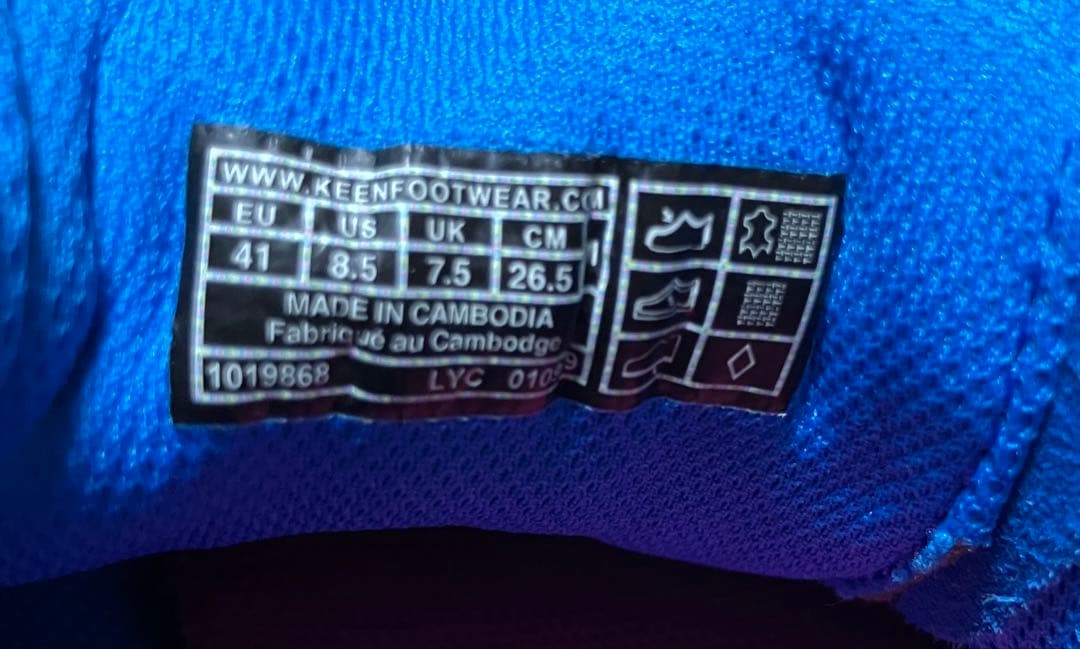 WWW.KEENFOOTWEAR.COM
EU US UK CM
41 8.5 7.5 26.5
MADE IN CAMBODIA
Fabriqué au Cambodge
1019868 LYC